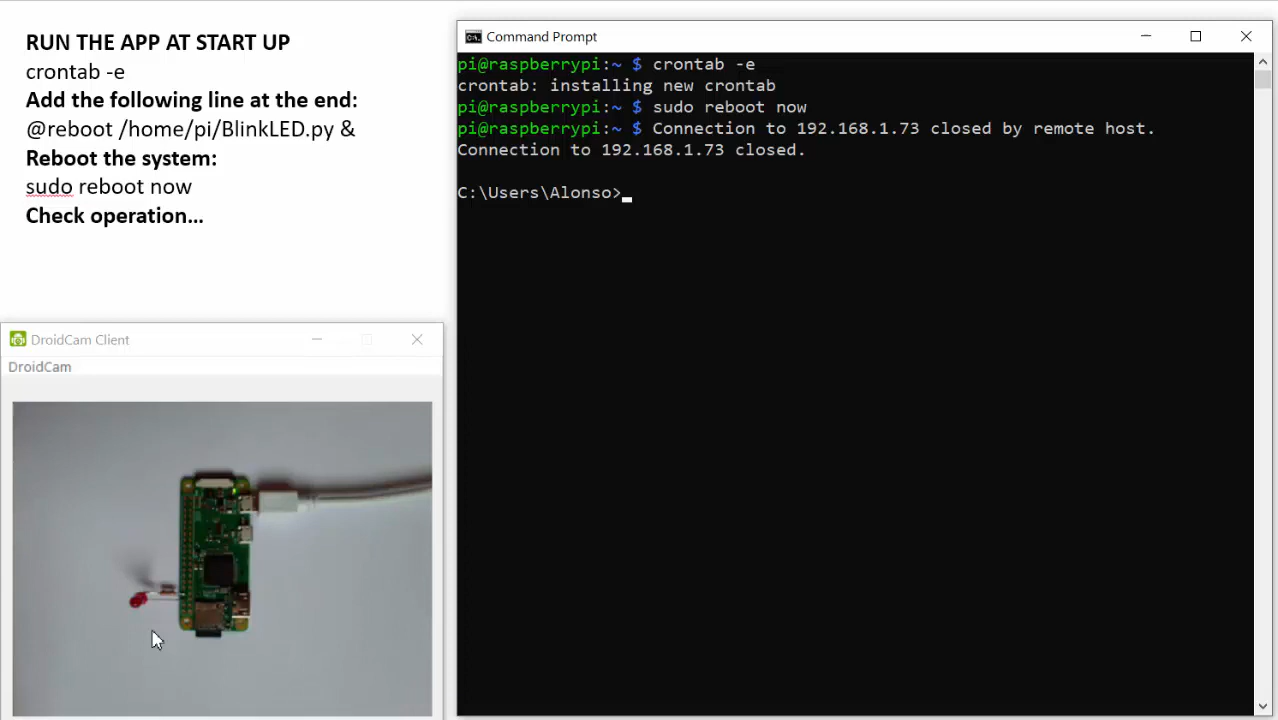 RUN THE APP AT START UP
crontab -e
Add the following line at the end:
@reboot /home/pi/BlinkLED.py &
Reboot the system:
sudo reboot now
Check operation...
Command Prompt
pi@raspberrypi:~ $ crontab -e
crontab: installing new crontab
pi@raspberrypi:~ $ sudo reboot now
pi@raspberrypi:~ $ Connection to 192.168.1.73 closed by remote host.
Connection to 192.168.1.73 closed.
C:\Users\Alonso>
DroidCam Client
DroidCam